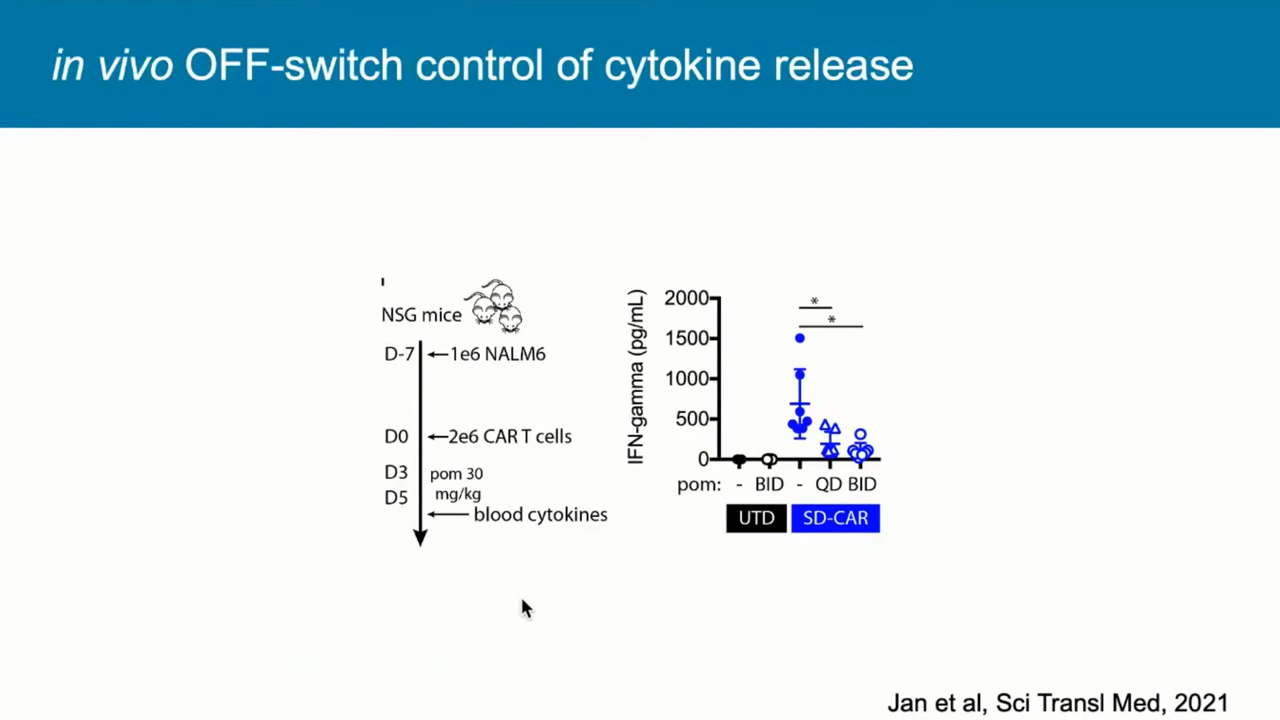 in vivo OFF-switch control of cytokine release
NSG mice
D-7 1e6 NALM6
D0 2e6 CAR T cells
D3 pom 30
D5 mg/kg
blood cytokines
IFN-gamma (pg/mL)
2000
1500
1000
500
0
* 
*
pom: - BID - QD BID
UTD SD-CAR
Jan et al, Sci Transl Med, 2021